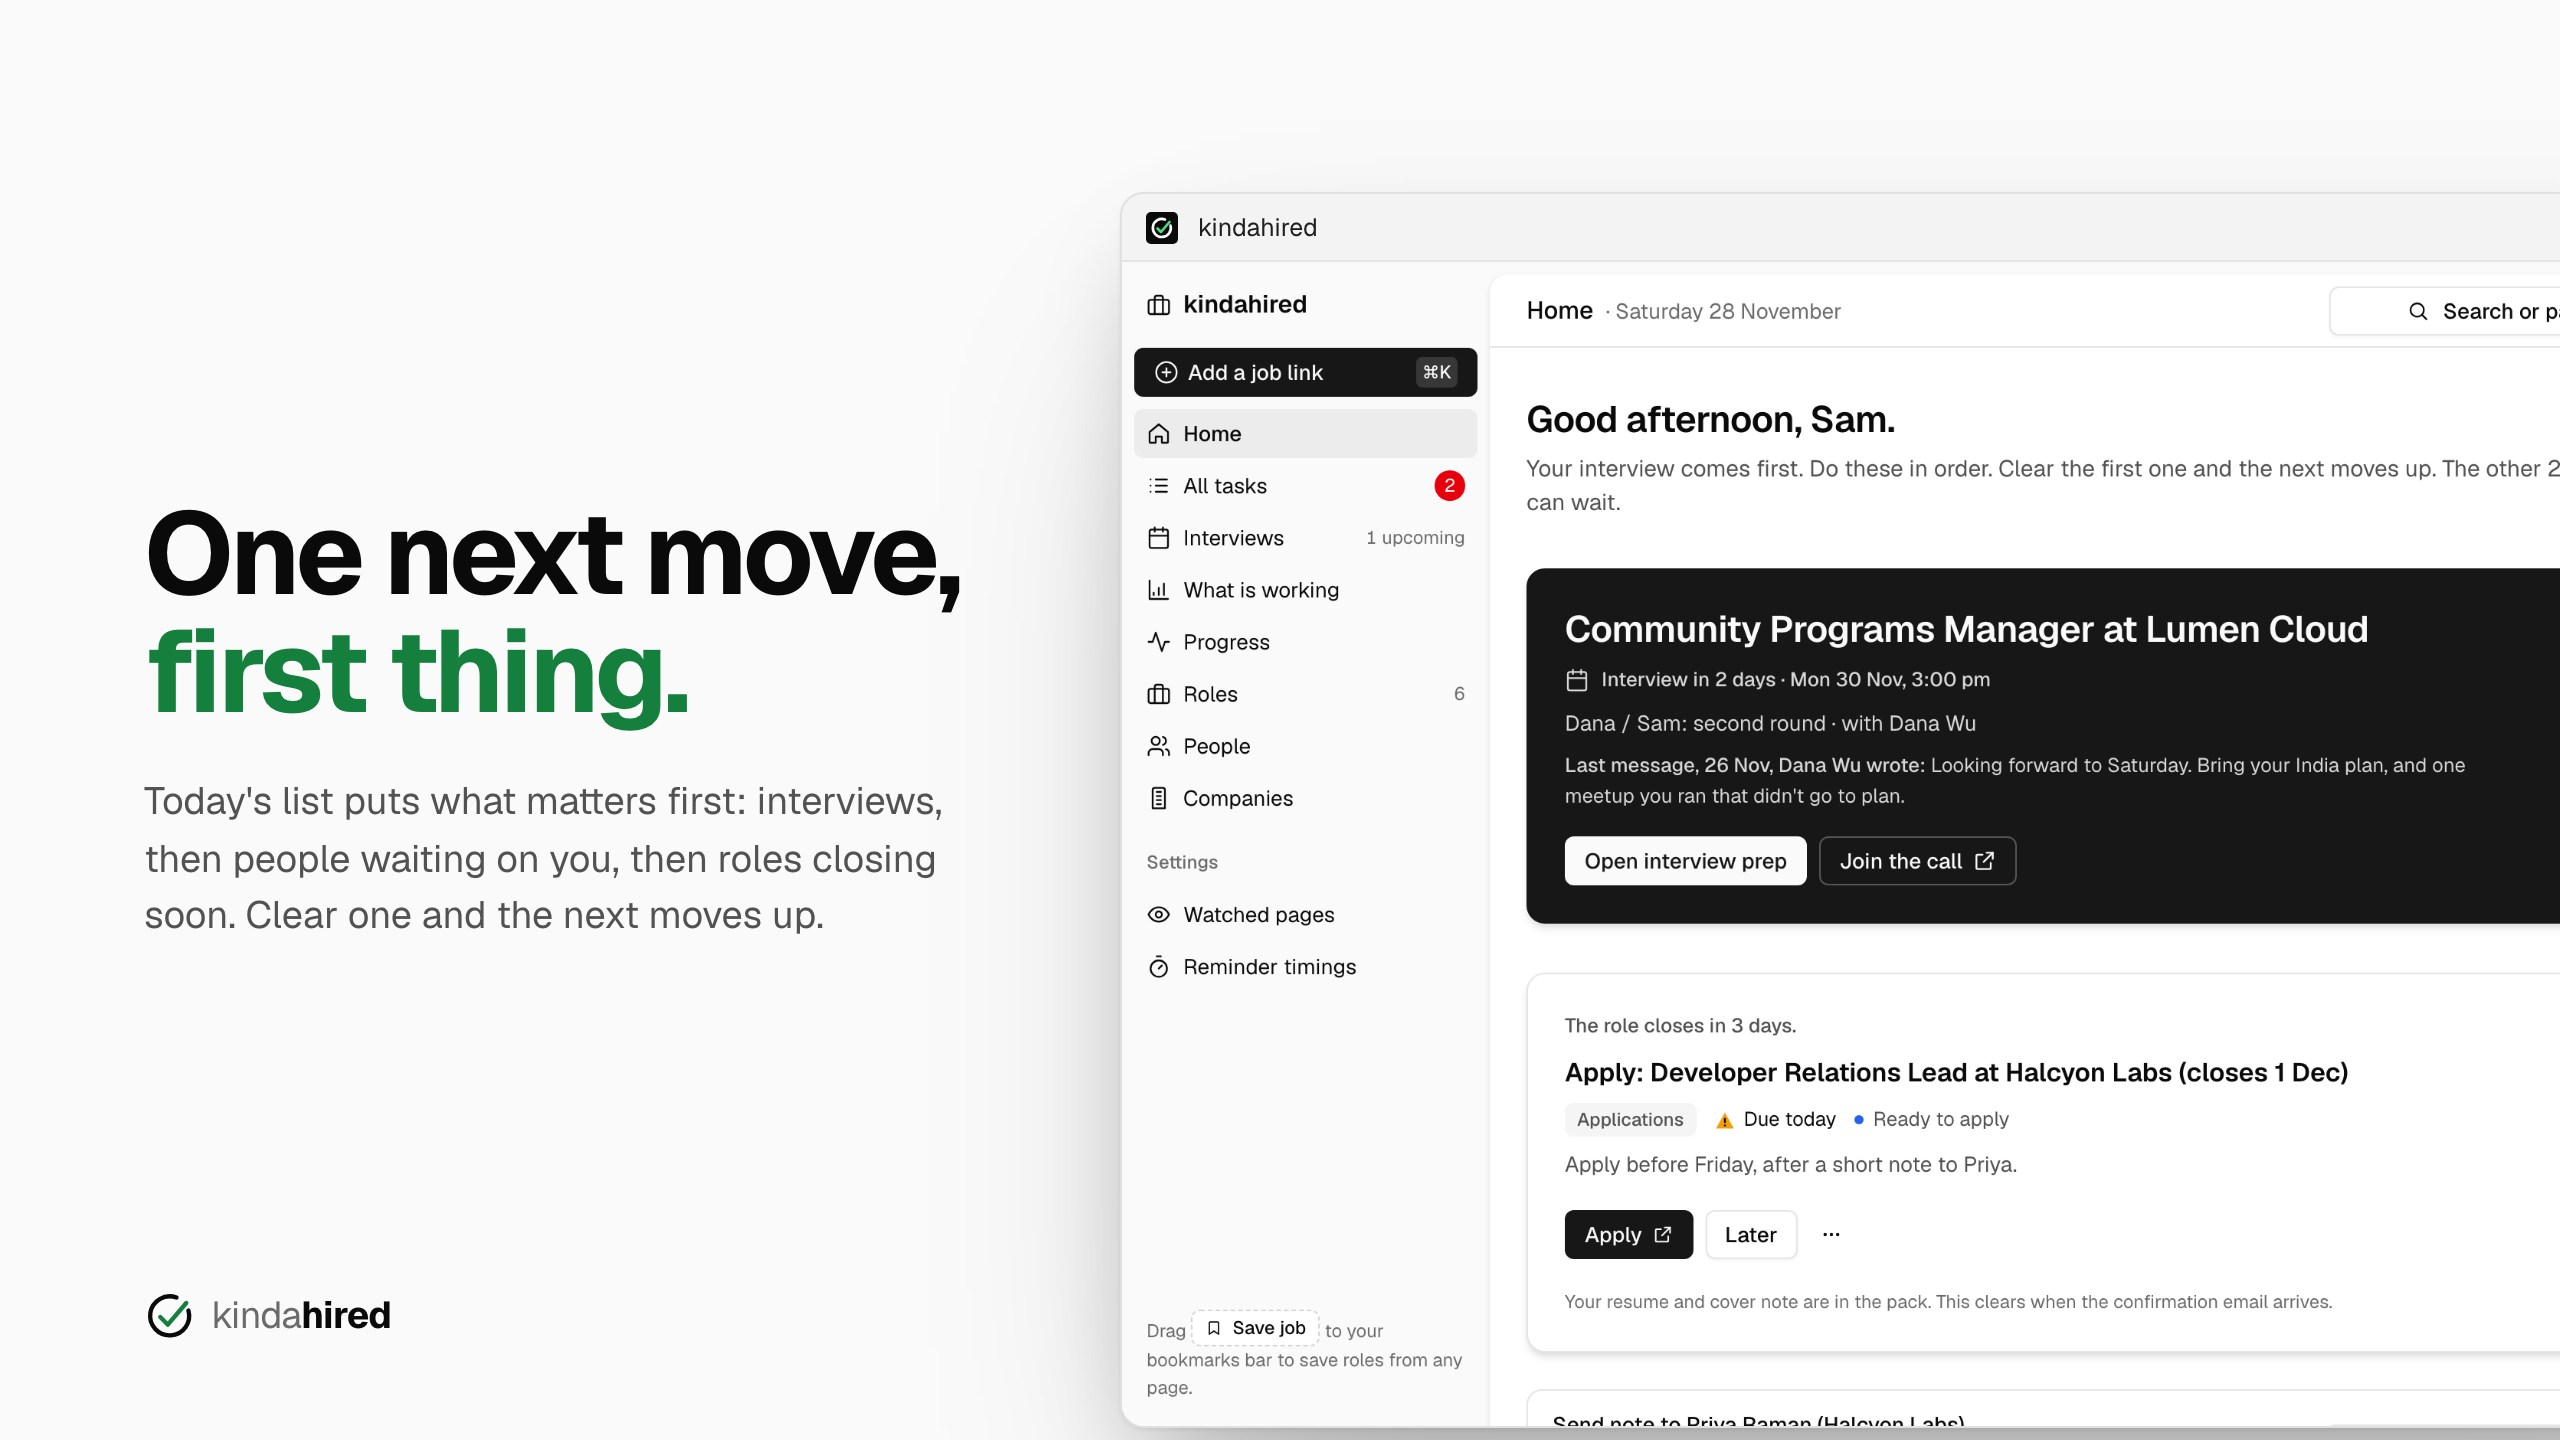 One next move,
first thing.
Today's list puts what matters first: interviews,
then people waiting on you, then roles closing
soon. Clear one and the next moves up.
kindahired
kindahired
kindahired
Add a job link ⌘K
Home
All tasks 2
Interviews 1 upcoming
What is working
Progress
Roles 6
People
Companies
Settings
Watched pages
Reminder timings
Drag Save job to your
bookmarks bar to save roles from any
page.
Home · Saturday 28 November
Search or
Good afternoon, Sam.
Your interview comes first. Do these in order. Clear the first one and the next moves up. The other 2
can wait.
Community Programs Manager at Lumen Cloud
Interview in 2 days · Mon 30 Nov, 3:00 pm
Dana / Sam: second round · with Dana Wu
Last message, 26 Nov, Dana Wu wrote: Looking forward to Saturday. Bring your India plan, and one
meetup you ran that didn't go to plan.
Open interview prep
Join the call
The role closes in 3 days.
Apply: Developer Relations Lead at Halcyon Labs (closes 1 Dec)
Applications Due today Ready to apply
Apply before Friday, after a short note to Priya.
Apply Later ...
Your resume and cover note are in the pack. This clears when the confirmation email arrives.
Send note to Priya Raman (Halcyon Labs)